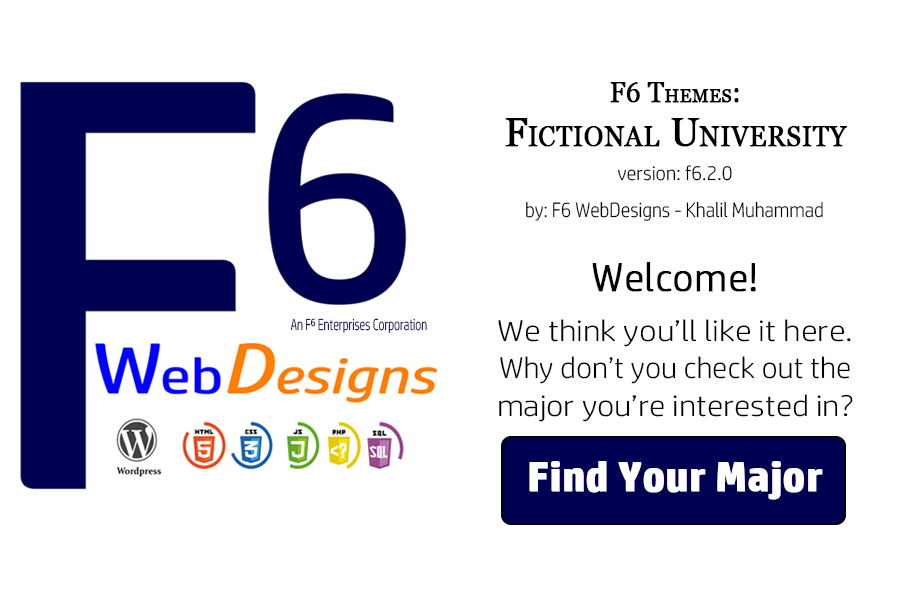 F6
An F⁶ Enterprises Corporation
WebDesigns
Wordpress
HTML
5
CSS
3
JS
PHP
<?>
SQL
F6 Themes:
Fictional University
version: f6.2.0
by: F6 WebDesigns - Khalil Muhammad
Welcome!
We think you'll like it here.
Why don't you check out the
major you're interested in?
Find Your Major